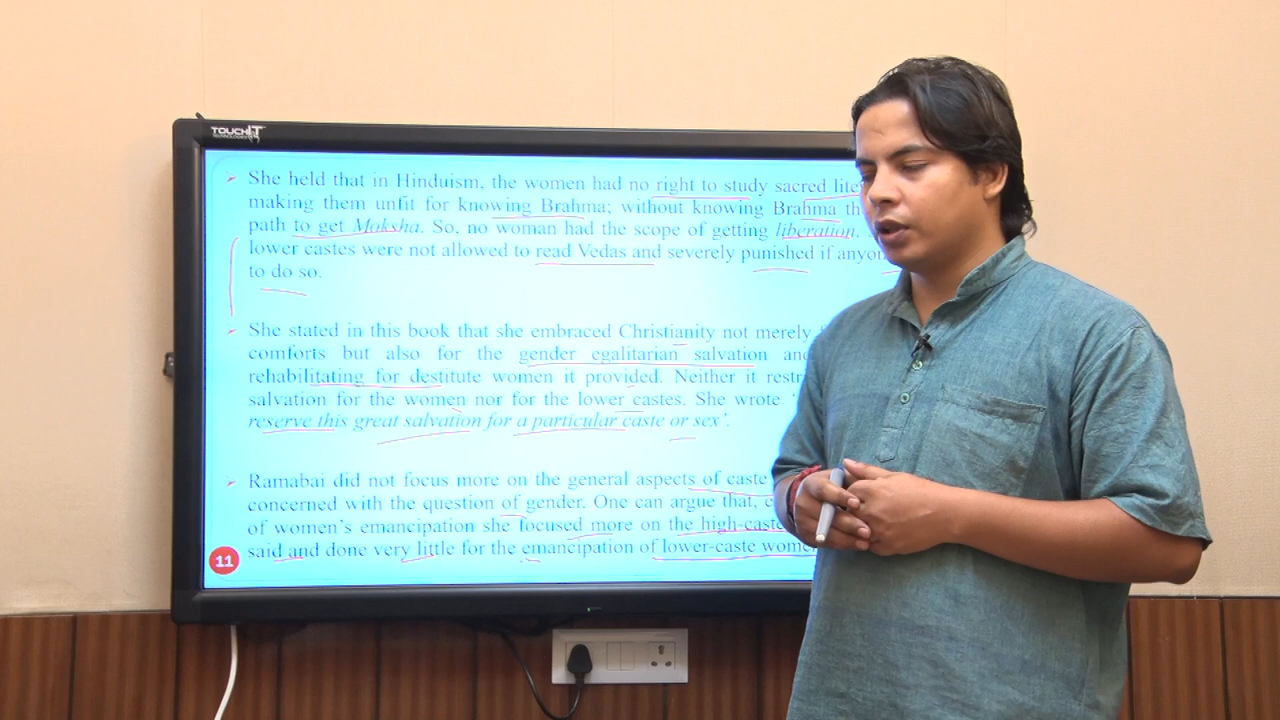 TOUCHIT
TECHNOLOGIES
➢ She held that in Hinduism, the women had no right to study sacred
making them unfit for knowing Brahma; without knowing Brahma
path to get Moksha. So, no woman had the scope of getting liberation.
lower castes were not allowed to read Vedas and severely punished if
to do so.
➢ She stated in this book that she embraced Christianity not merely
comforts but also for the gender egalitarian salvation
rehabilitating for destitute women it provided. Neither it
salvation for the women nor for the lower castes. She wrote ‘
reserve this great salvation for a particular caste or sex’.
➢ Ramabai did not focus more on the general aspects of caste
concerned with the question of gender. One can argue that,
of women’s emancipation she focused more on the
said and done very little for the emancipation of lower-caste
11